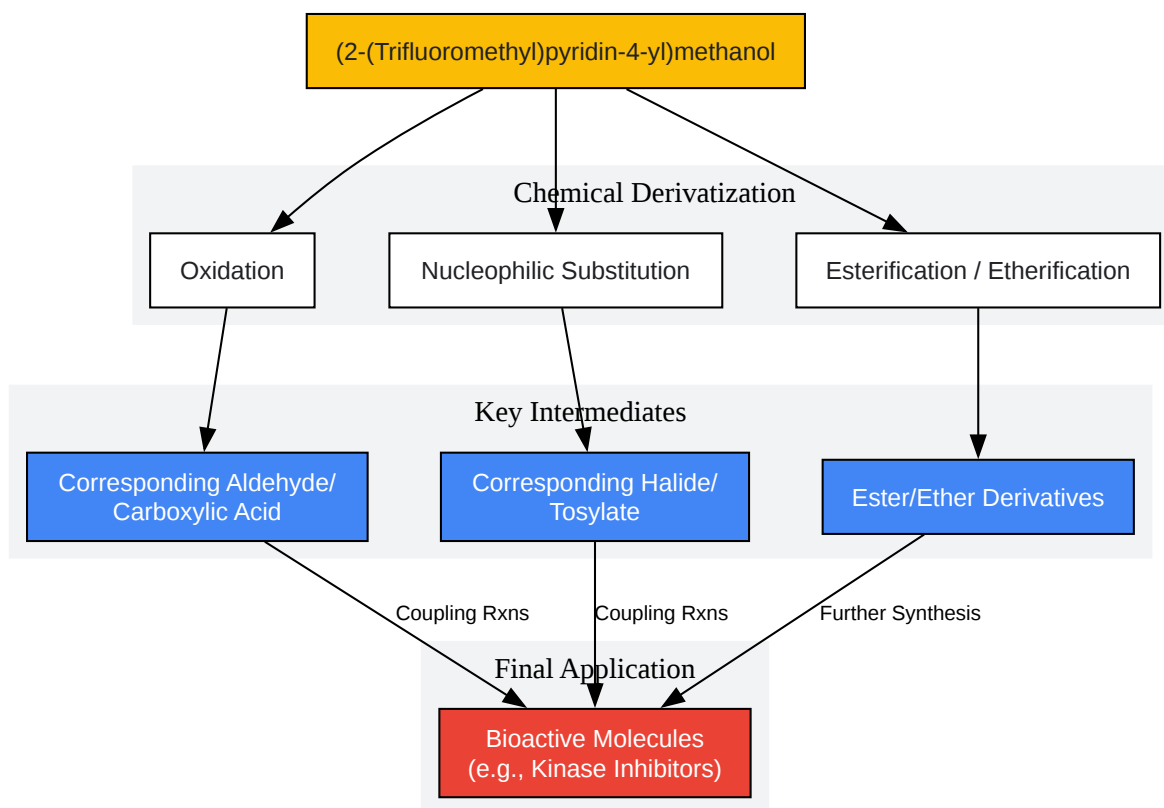 (2-(Trifluoromethyl)pyridin-4-yl)methanol
Chemical Derivatization
Oxidation
Nucleophilic Substitution
Esterification / Etherification
Key Intermediates
Corresponding Aldehyde/
Carboxylic Acid
Corresponding Halide/
Tosylate
Ester/Ether Derivatives
Coupling Rxns
Coupling Rxns
Further Synthesis
Final Application
Bioactive Molecules
(e.g., Kinase Inhibitors)